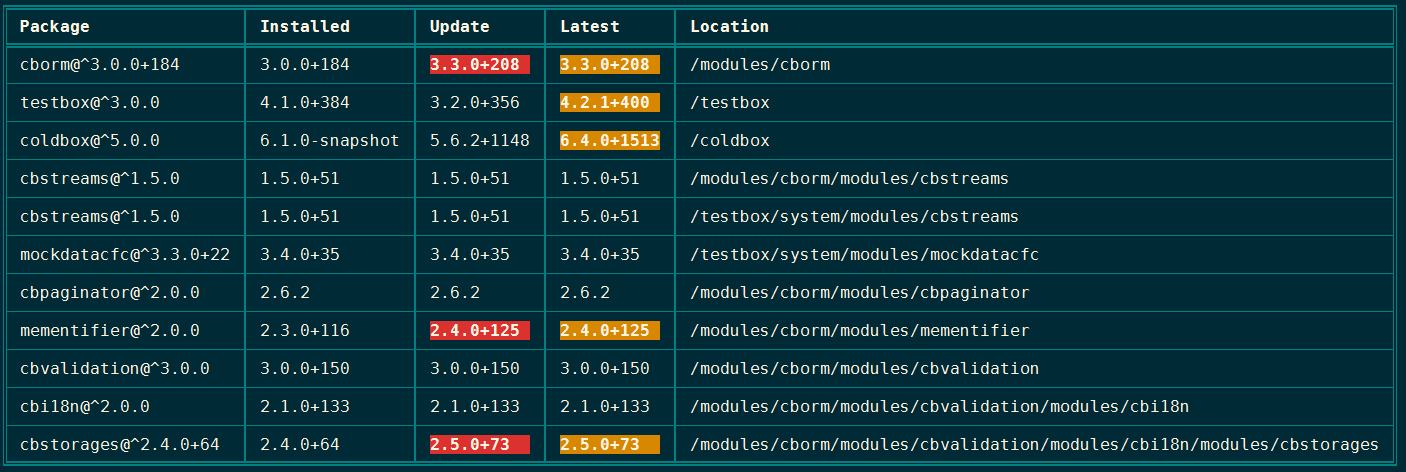 Package Installed Update Latest Location
cborm@^3.0.0+184 3.0.0+184 3.3.0+208 3.3.0+208 /modules/cborm
testbox@^3.0.0 4.1.0+384 3.2.0+356 4.2.1+400 /testbox
coldbox@^5.0.0 6.1.0-snapshot 5.6.2+1148 6.4.0+1513 /coldbox
cbstreams@^1.5.0 1.5.0+51 1.5.0+51 1.5.0+51 /modules/cborm/modules/cbstreams
cbstreams@^1.5.0 1.5.0+51 1.5.0+51 1.5.0+51 /testbox/system/modules/cbstreams
mockdatacfc@^3.3.0+22 3.4.0+35 3.4.0+35 3.4.0+35 /testbox/system/modules/mockdatacfc
cbpaginator@^2.0.0 2.6.2 2.6.2 2.6.2 /modules/cborm/modules/cbpaginator
mementifier@^2.0.0 2.3.0+116 2.4.0+125 2.4.0+125 /modules/cborm/modules/mementifier
cbvalidation@^3.0.0 3.0.0+150 3.0.0+150 3.0.0+150 /modules/cborm/modules/cbvalidation
cbi18n@^2.0.0 2.1.0+133 2.1.0+133 2.1.0+133 /modules/cborm/modules/cbvalidation/modules/cbi18n
cbstorages@^2.4.0+64 2.4.0+64 2.5.0+73 2.5.0+73 /modules/cborm/modules/cbvalidation/modules/cbi18n/modules/cbstorages